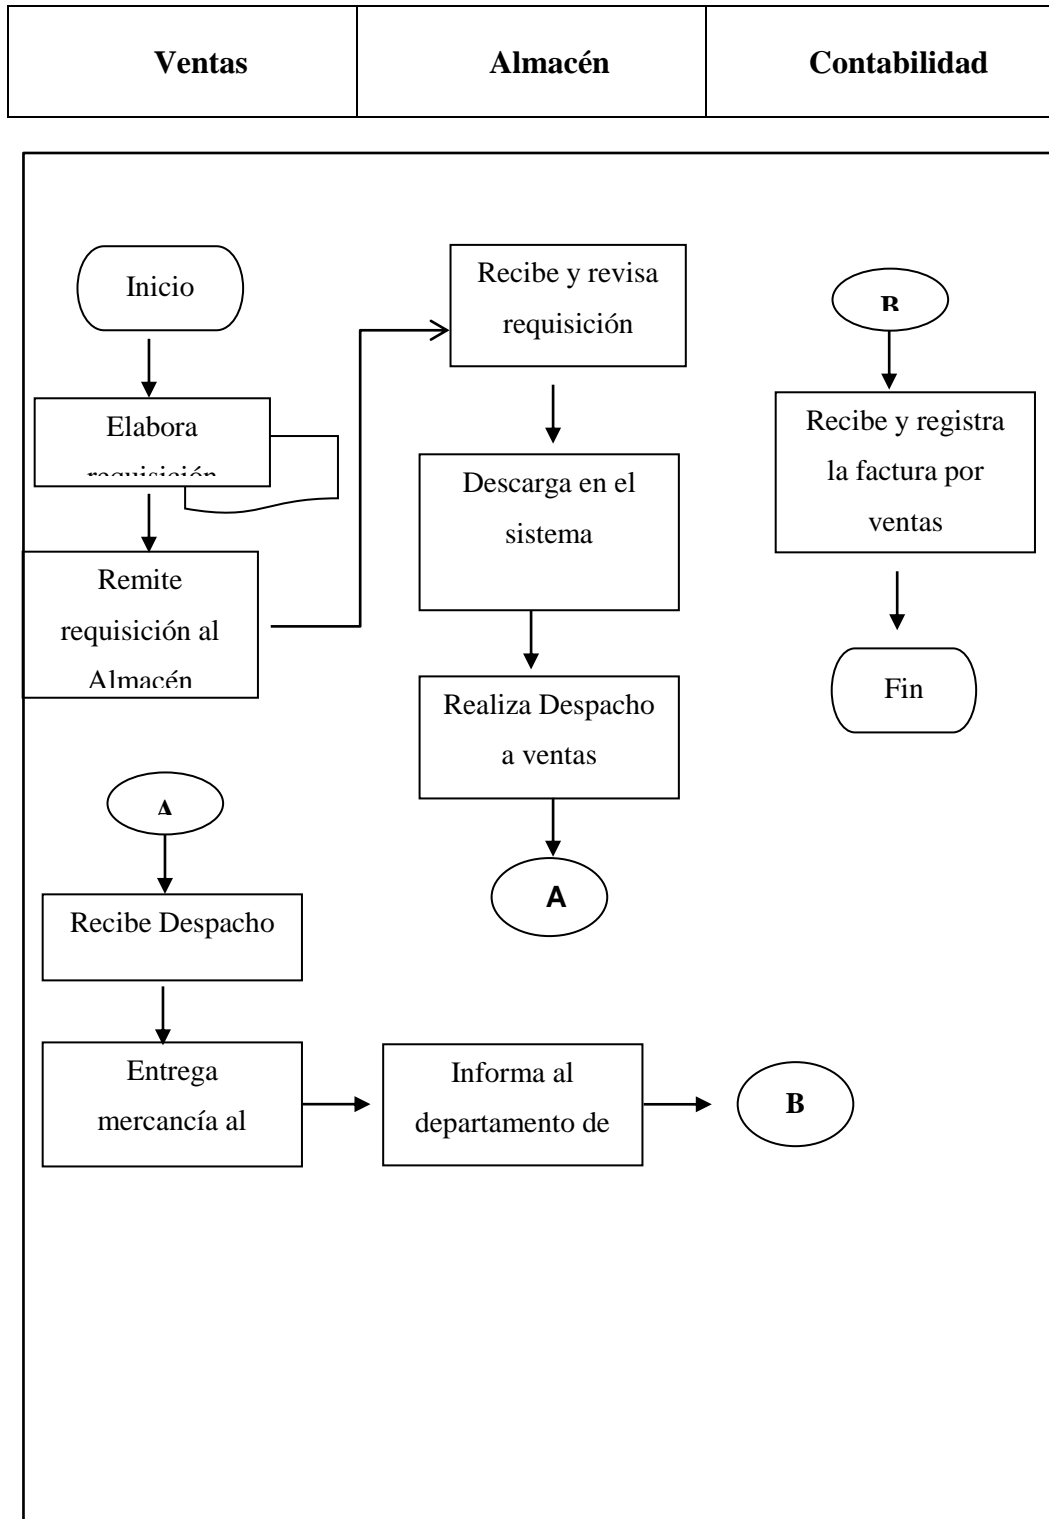 Ventas
Almacén
Contabilidad
Inicio
Elabora
requisición
Remite
requisición al
Almacén
A
Recibe Despacho
Entrega
mercancía al
Recibe y revisa
requisición
Descarga en el
sistema
Realiza Despacho
a ventas
A
Informa al
departamento de
B
B
Recibe y registra
la factura por
ventas
Fin